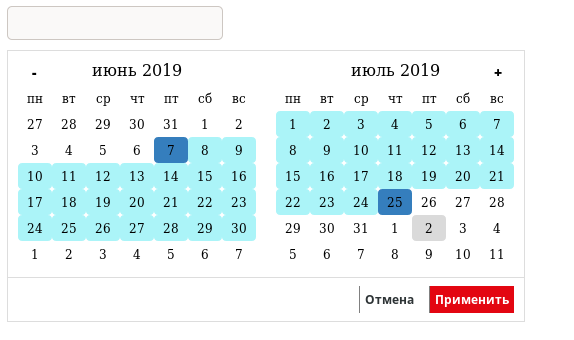 - июнь 2019
пн вт ср чт пт сб вс
27 28 29 30 31 1 2
3 4 5 6 7 8 9
10 11 12 13 14 15 16
17 18 19 20 21 22 23
24 25 26 27 28 29 30
1 2 3 4 5 6 7
июль 2019 +
пн вт ср чт пт сб вс
1 2 3 4 5 6 7
8 9 10 11 12 13 14
15 16 17 18 19 20 21
22 23 24 25 26 27 28
29 30 31 1 2 3 4
5 6 7 8 9 10 11
Отмена Применить